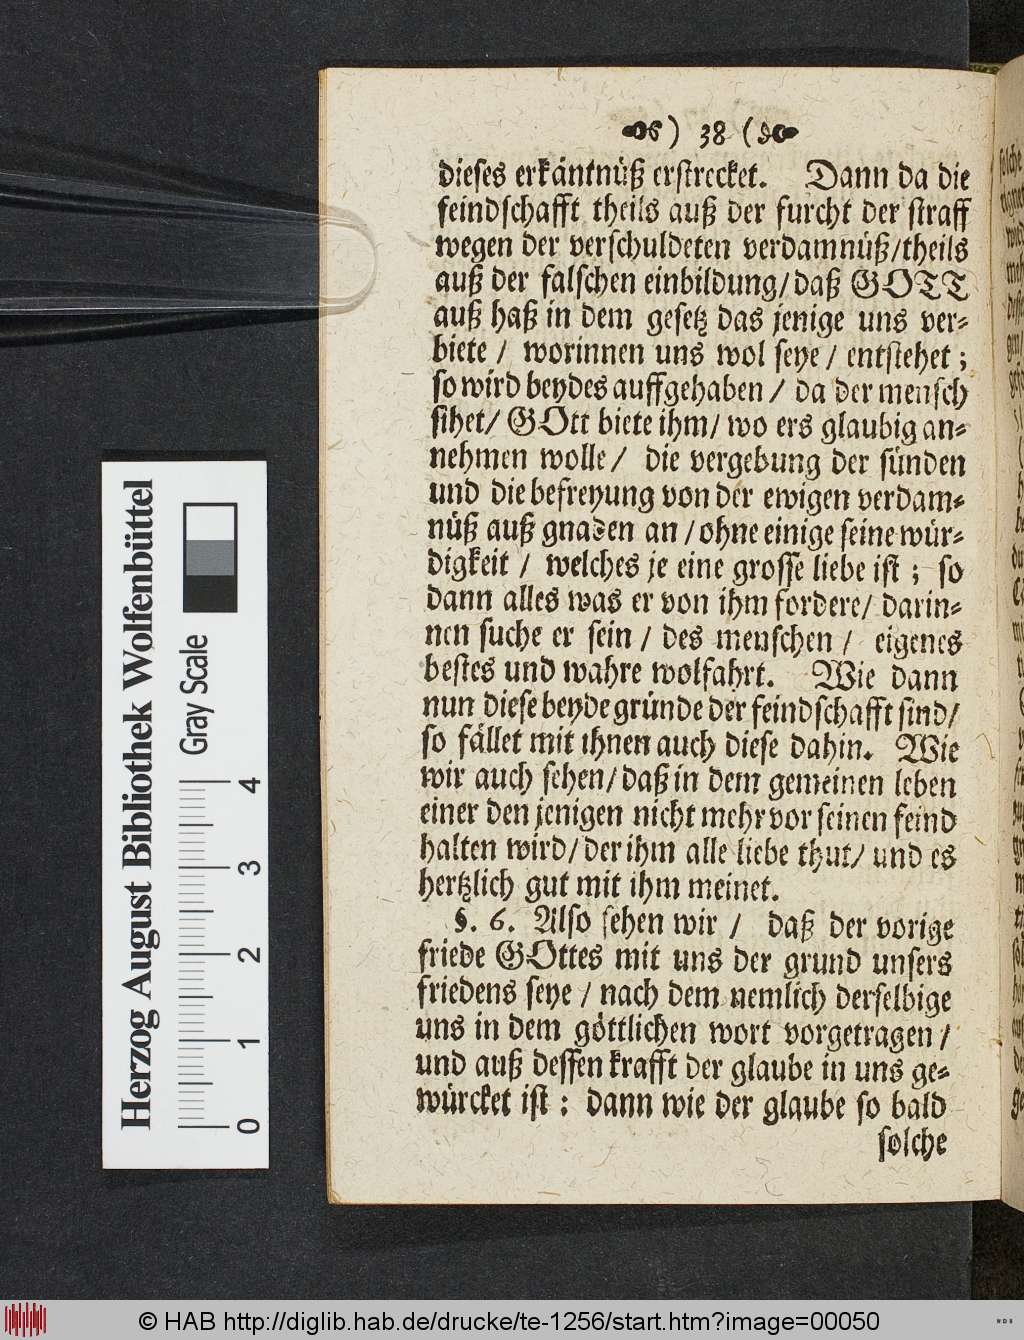 ) 38 (
dieses erkäntnüß erstrecket. Dann da die
feindschafft theils auß der furcht der straff
wegen der verschuldeten verdamnüß/theils
auß der falschen einbildung/daß GOTT
auß haß in dem gesetz das jenige uns ver-
biete / worinnen uns wol seye / entstehet ;
so wird beydes auffgehaben / da der mensch
sihet/ GOtt biete ihm/ wo ers glaubig an-
nehmen wolle / die vergebung der sünden
und die befreyung von der ewigen verdam-
nüß auß gnaden an / ohne einige seine wür-
digkeit / welches je eine grosse liebe ist ; so
dann alles was er von ihm fordere/ darin-
nen suche er sein / des menschen / eigenes
bestes und wahre wolfahrt. Wie dann
nun diese beyde gründe der feindschafft sind/
so fället mit ihnen auch diese dahin. Wie
wir auch sehen/ daß in dem gemeinen leben
einer den jenigen nicht mehr vor seinen feind
halten wird/ der ihm alle liebe thut/ und es
hertzlich gut mit ihm meinet.
§. 6. Also sehen wir / daß der vorige
friede GOttes mit uns der grund unsers
friedens seye / nach dem nemlich derselbige
uns in dem göttlichen wort vorgetragen /
und auß dessen krafft der glaube in uns ge-
würcket ist : dann wie der glaube so bald
solche
Herzog August Bibliothek Wolfenbüttel
Gray Scale
0 1 2 3 4
© HAB http://diglib.hab.de/drucke/te-1256/start.htm?image=00050